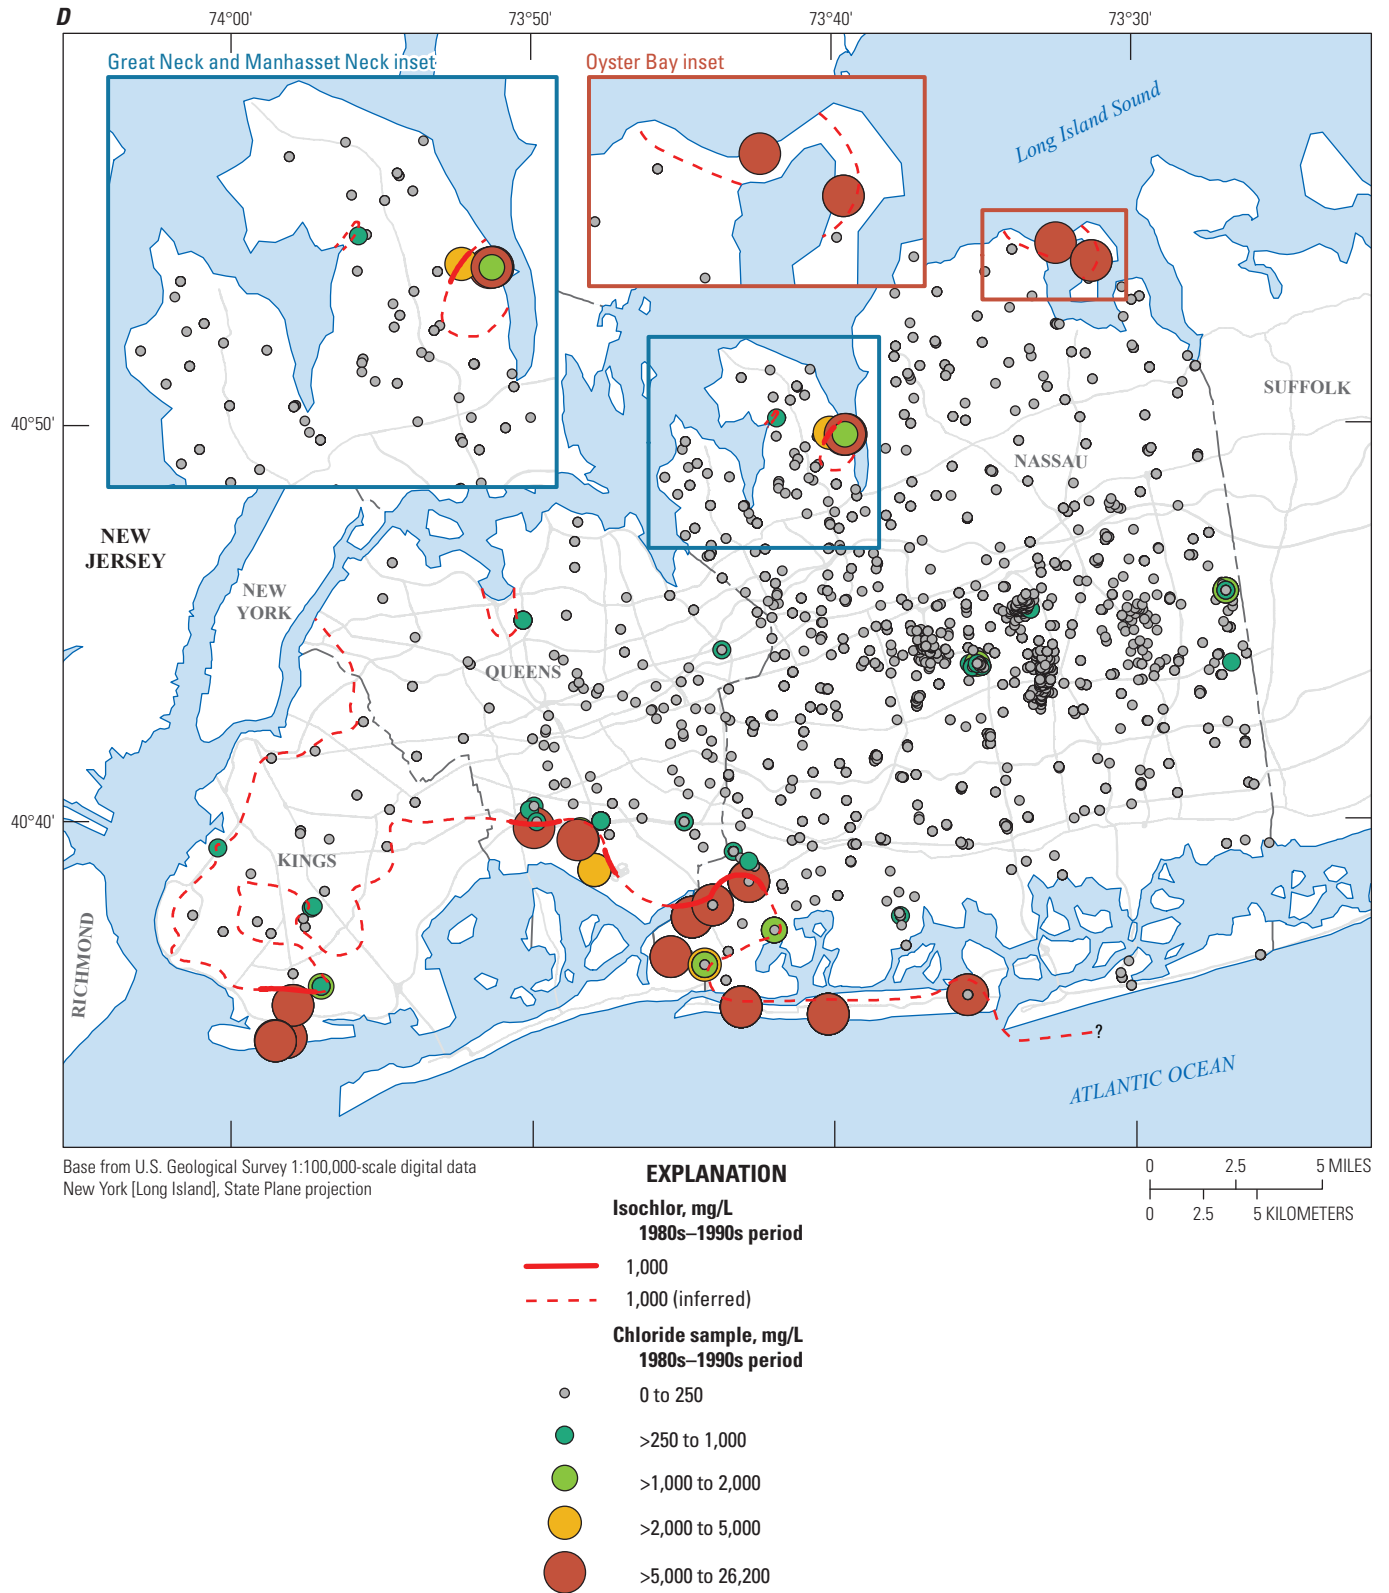 D
74°00'
73°50'
73°40'
73°30'
Great Neck and Manhasset Neck inset
Oyster Bay inset
Long Island Sound
SUFFOLK
40°50'
NASSAU
NEW
JERSEY
NEW
YORK
QUEENS
40°40'
KINGS
RICHMOND
?
ATLANTIC OCEAN
Base from U.S. Geological Survey 1:100,000-scale digital data
New York [Long Island], State Plane projection
0 2.5 5 MILES
0 2.5 5 KILOMETERS
EXPLANATION
Isochlor, mg/L
1980s–1990s period
1,000
1,000 (inferred)
Chloride sample, mg/L
1980s–1990s period
0 to 250
>250 to 1,000
>1,000 to 2,000
>2,000 to 5,000
>5,000 to 26,200